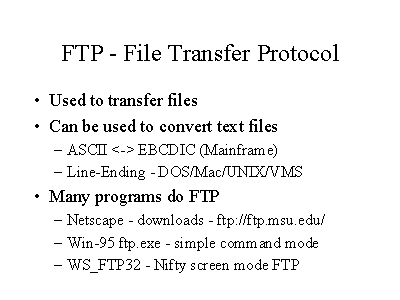 FTP - File Transfer Protocol
• Used to transfer files
• Can be used to convert text files
– ASCII <-> EBCDIC (Mainframe)
– Line-Ending - DOS/Mac/UNIX/VMS
• Many programs do FTP
– Netscape - downloads - ftp://ftp.msu.edu/
– Win-95 ftp.exe - simple command mode
– WS_FTP32 - Nifty screen mode FTP